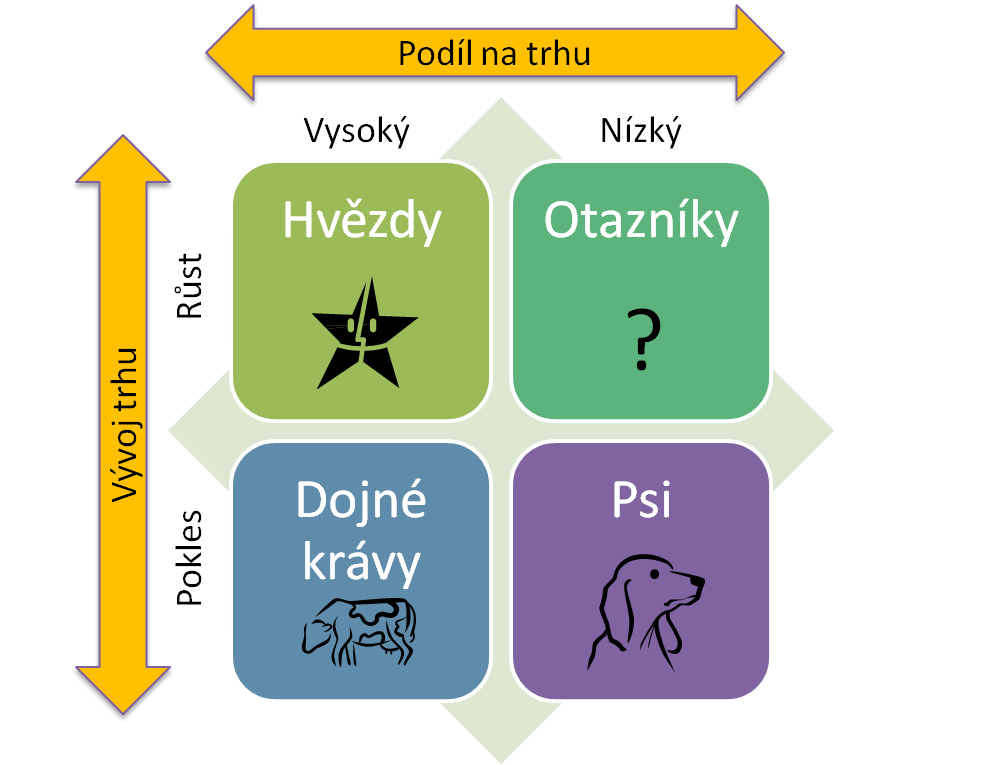 Podíl na trhu
Vysoký
Nízký
Vývoj trhu
Růst
Hvězdy
Otazníky
?
Pokles
Dojné
krávy
Psi